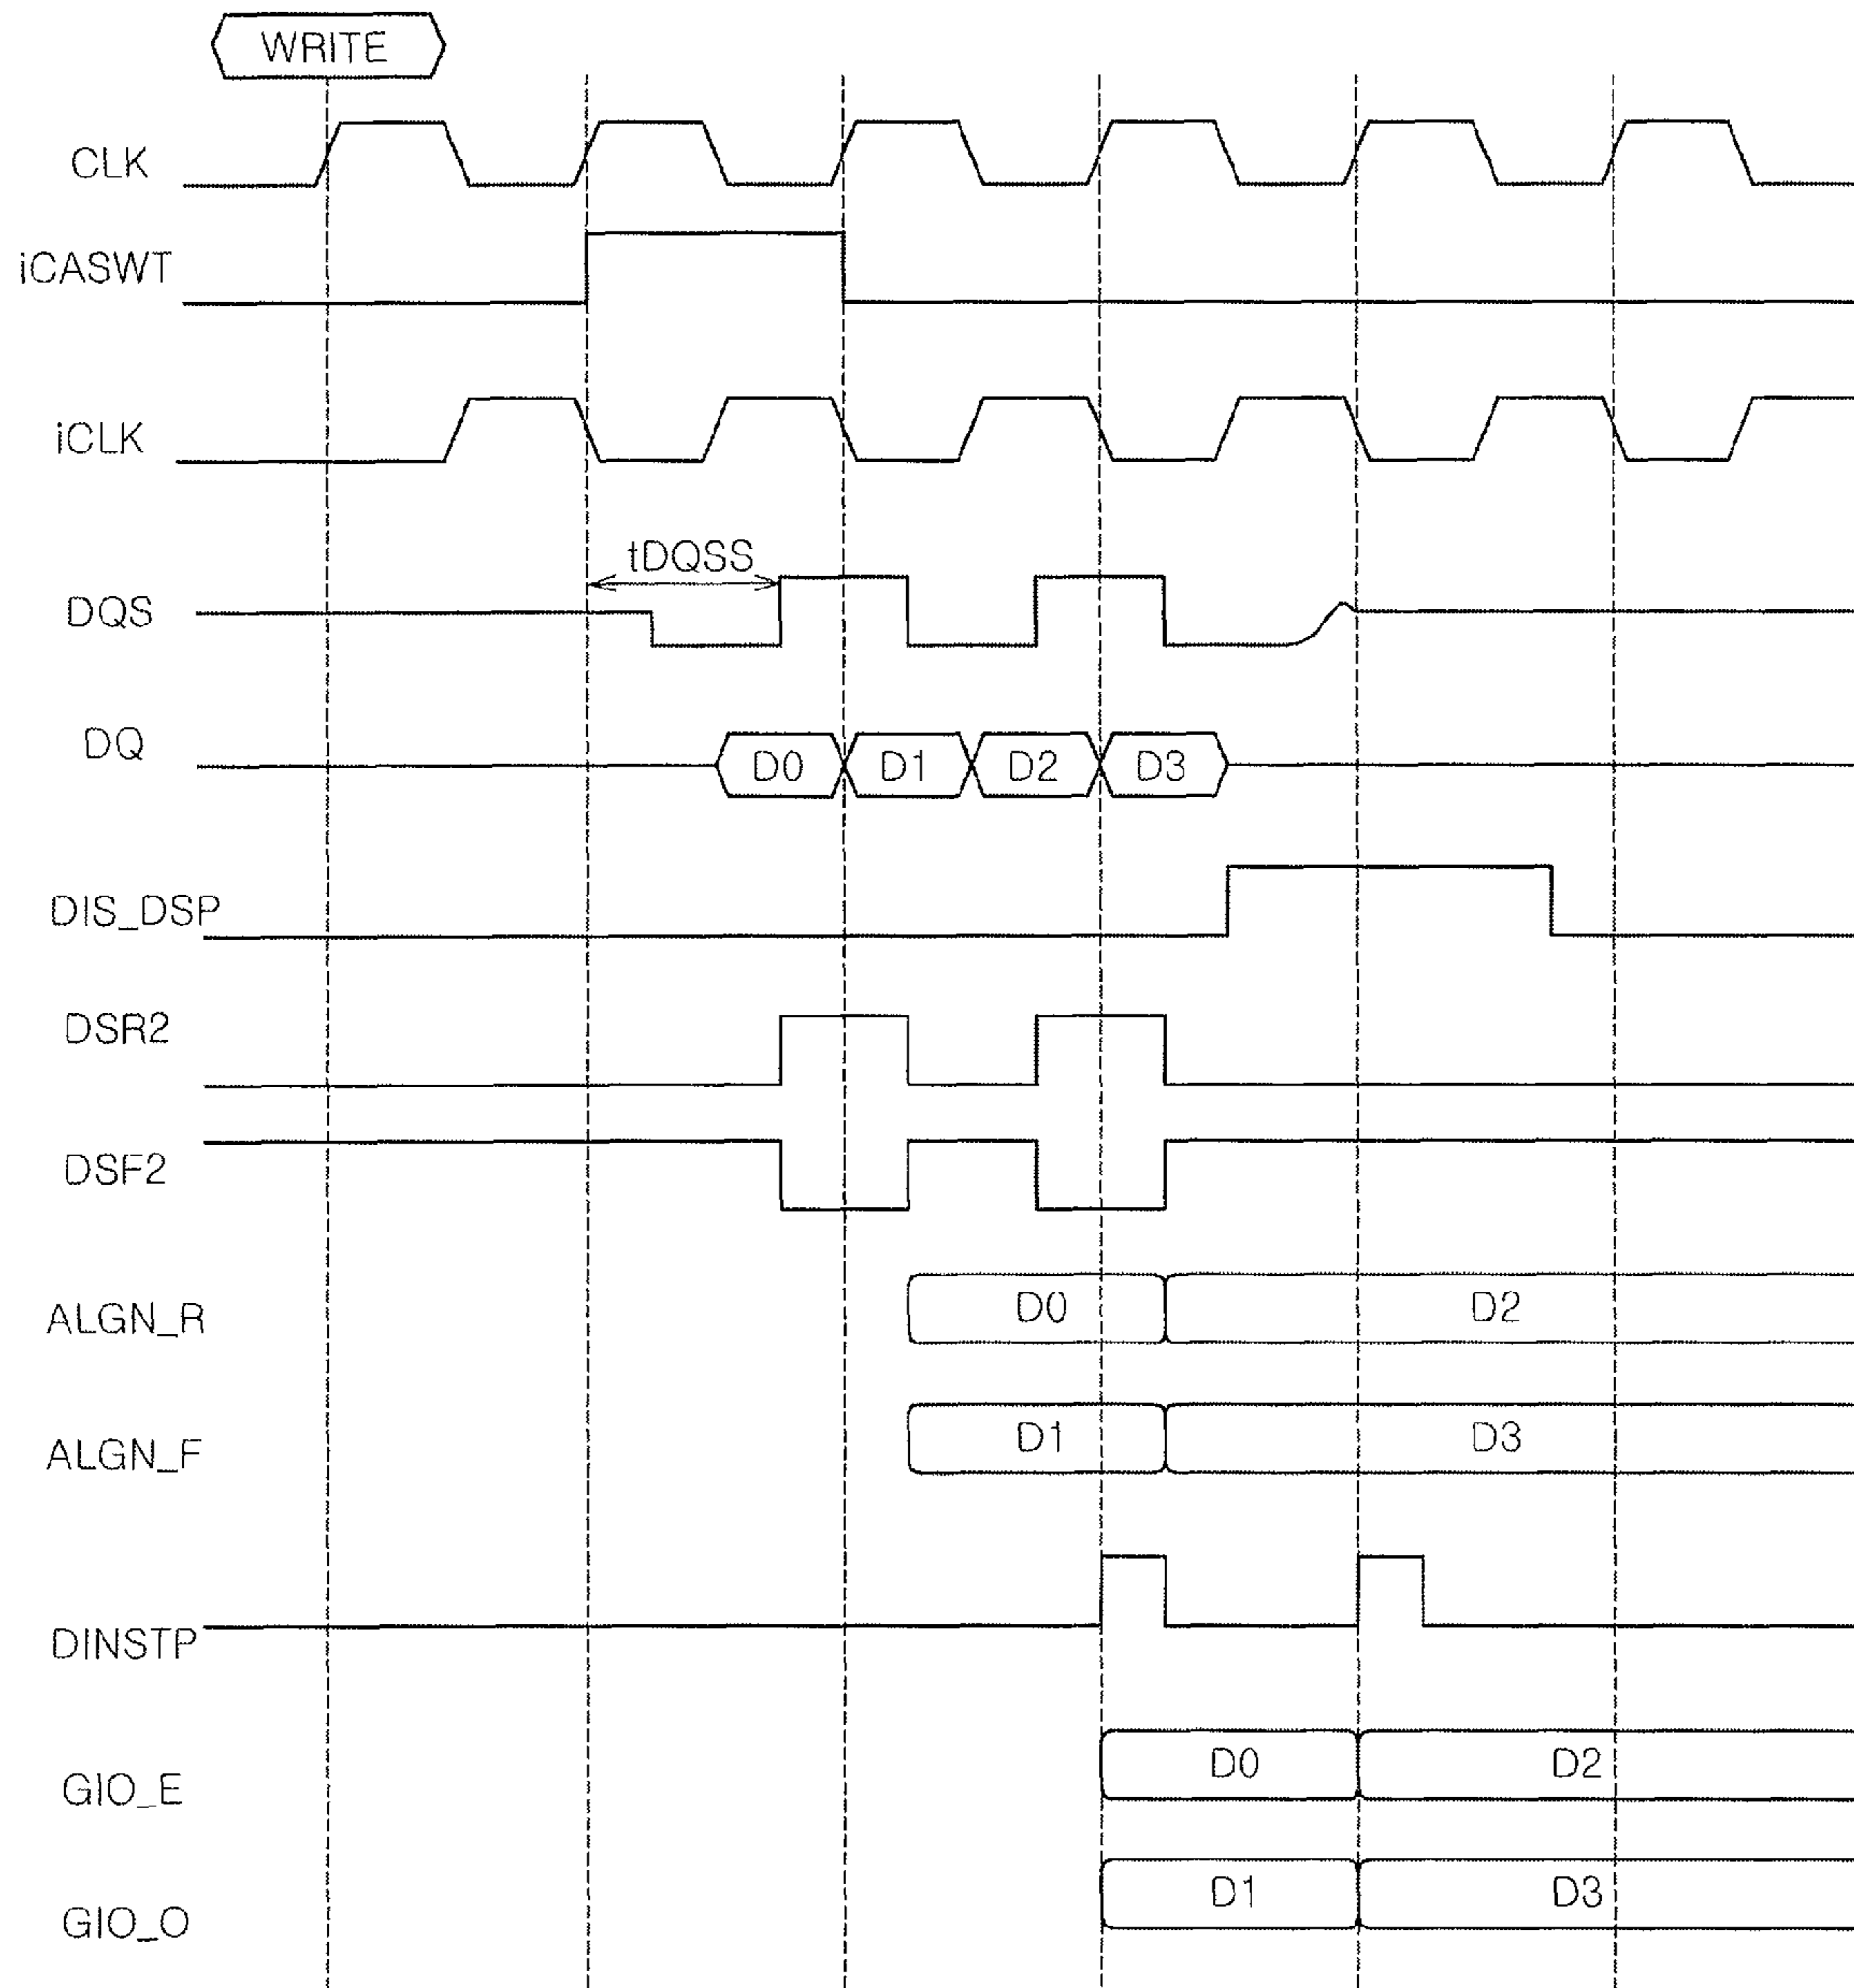 WRITE
CLK
iCASWT
iCLK
tDQSS
DQS
DQ D0 D1 D2 D3
DIS_DSP
DSR2
DSF2
ALGN_R D0 D2
ALGN_F D1 D3
DINSTP
GIO_E D0 D2
GIO_O D1 D3